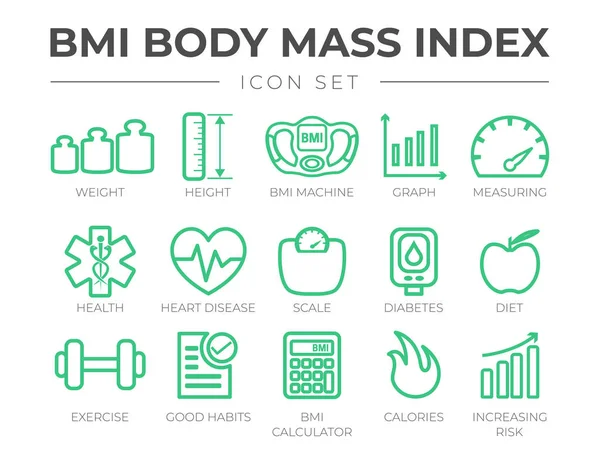 BMI BODY MASS INDEX
ICON SET
BMI
WEIGHT
HEIGHT
BMI MACHINE
GRAPH
MEASURING
HEALTH
HEART DISEASE
SCALE
DIABETES
DIET
BMI
EXERCISE
GOOD HABITS
BMI
CALCULATOR
CALORIES
INCREASING
RISK